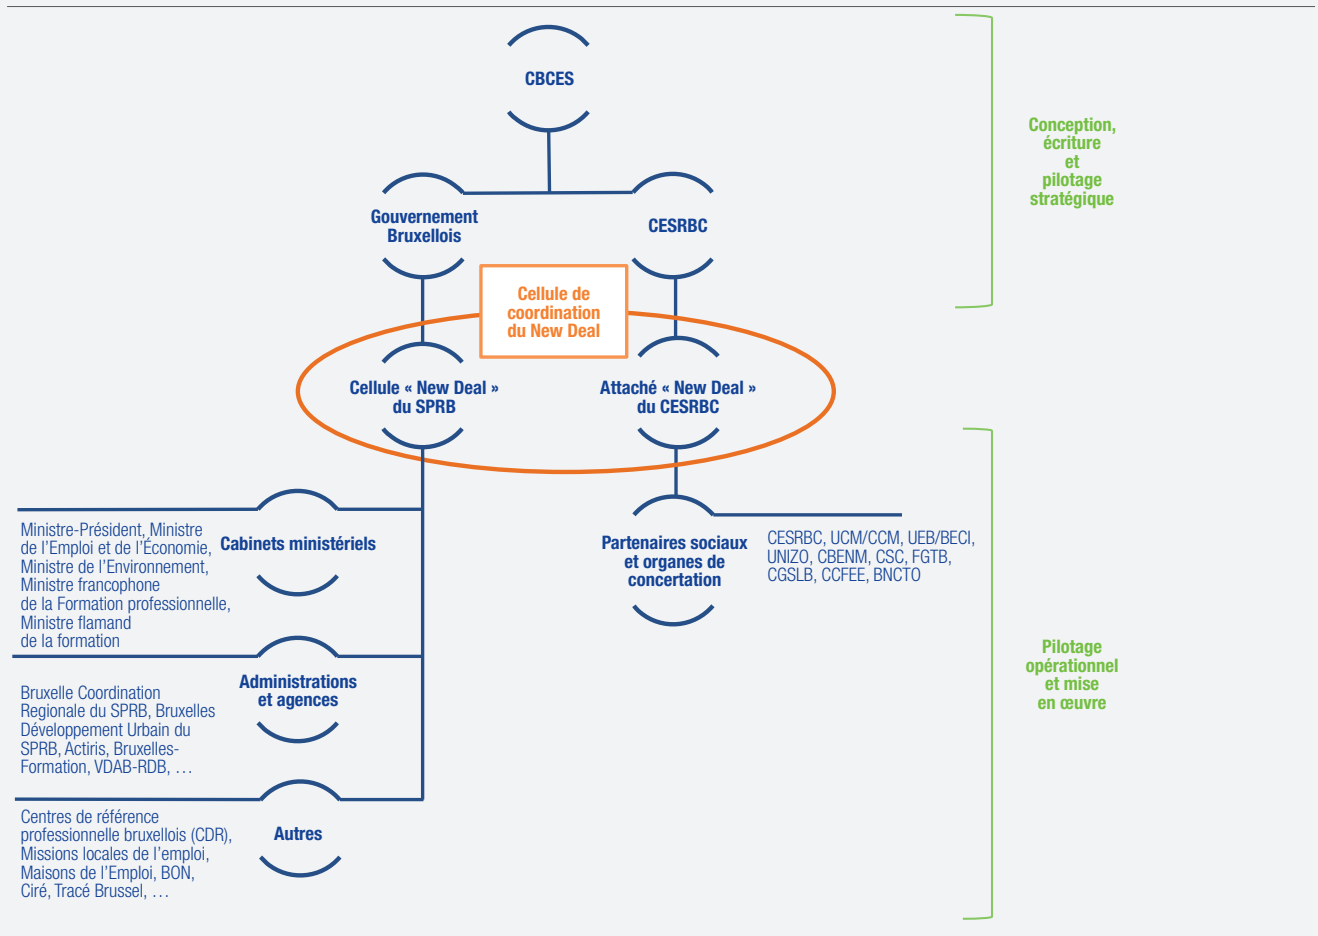 CBCES
Conception,
écriture
et
pilotage
stratégique
Gouvernement
Bruxellois
CESRBC
Cellule de
coordination
du New Deal
Cellule « New Deal »
du SPRB
Attaché « New Deal »
du CESRBC
Ministre-Président, Ministre
de l’Emploi et de l’Économie,
Ministre de l’Environnement,
Ministre francophone
de la Formation professionnelle,
Ministre flamand
de la formation
Cabinets ministériels
Partenaires sociaux
et organes de
concertation
CESRBC, UCM/CCM, UEB/BECI,
UNIZO, CBENM, CSC, FGTB,
CGSLB, CCFEE, BNCTO
Bruxelle Coordination
Regionale du SPRB, Bruxelles
Développement Urbain du
SPRB, Actiris, Bruxelles-
Formation, VDAB-RDB, …
Administrations
et agences
Pilotage
opérationnel
et mise
en œuvre
Centres de référence
professionnelle bruxellois (CDR),
Missions locales de l’emploi,
Maisons de l’Emploi, BON,
Ciré, Tracé Brussel, …
Autres